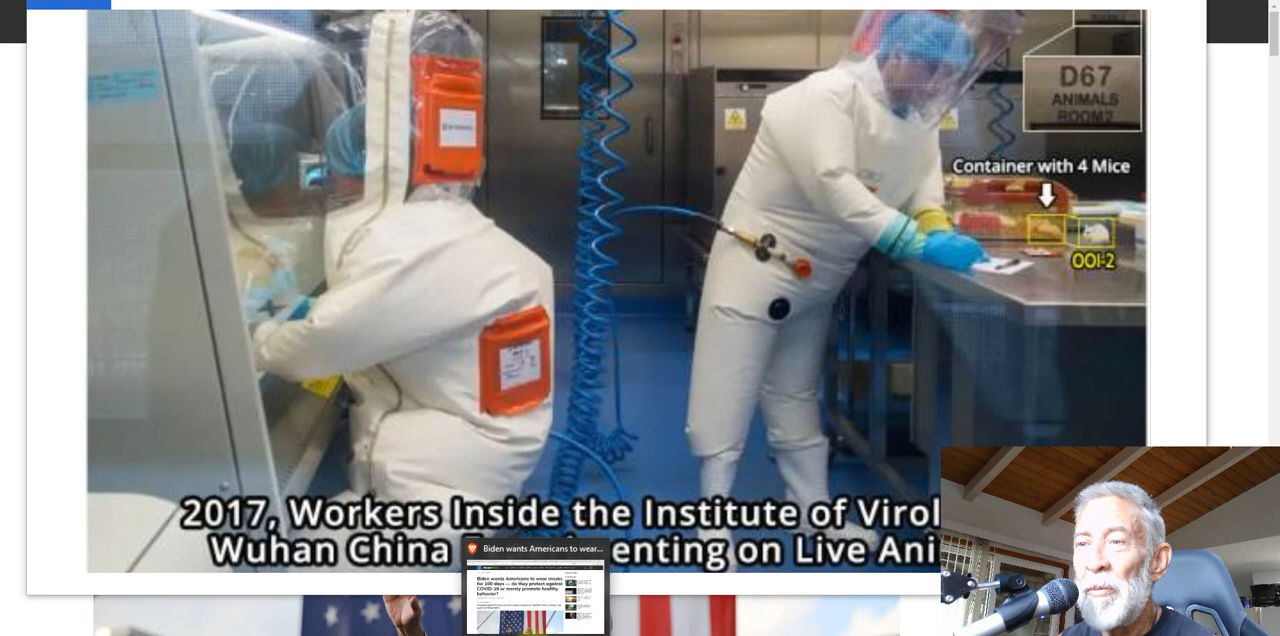 D67
ANIMALS
ROOM2
Container with 4 Mice
OOI-2
2017, Workers Inside the Institute of Virol
Wuhan China enting on Live Ani
Biden wants Americans to wear...
Biden wants Americans to wear masks
for 100 days — do they protect against
COVID-19 or merely promote healthy
behavior?